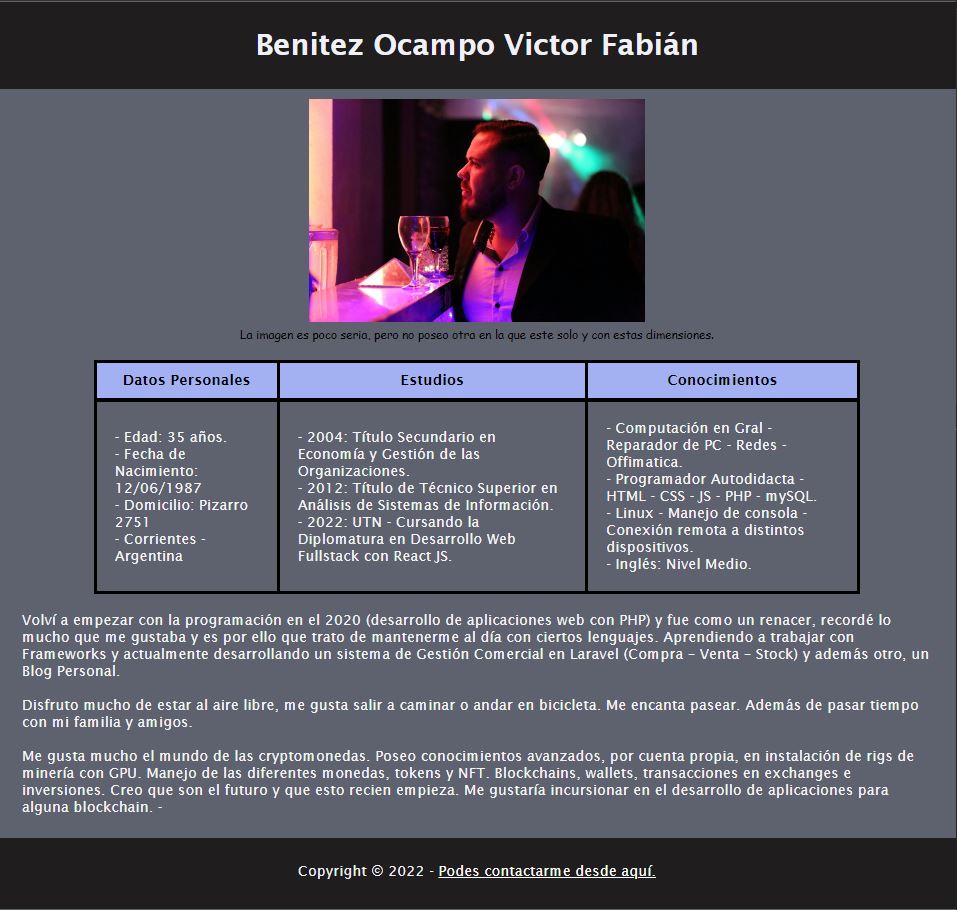 Benitez Ocampo Victor Fabián
La imagen es poco seria, pero no poseo otra en la que este solo y con estas dimensiones.
Datos Personales
- Edad: 35 años.
- Fecha de
Nacimiento:
12/06/1987
- Domicilio: Pizarro
2751
- Corrientes -
Argentina
Estudios
- 2004: Título Secundario en
Economía y Gestión de las
Organizaciones.
- 2012: Título de Técnico Superior en
Análisis de Sistemas de Información.
- 2022: UTN - Cursando la
Diplomatura en Desarrollo Web
Fullstack con React JS.
Conocimientos
- Computación en Gral -
Reparador de PC - Redes -
Offimatica.
- Programador Autodidacta -
HTML - CSS - JS - PHP - mySQL.
- Linux - Manejo de consola -
Conexión remota a distintos
dispositivos.
- Inglés: Nivel Medio.
Volví a empezar con la programación en el 2020 (desarrollo de aplicaciones web con PHP) y fue como un renacer, recordé lo
mucho que me gustaba y es por ello que trato de mantenerme al día con ciertos lenguajes. Aprendiendo a trabajar con
Frameworks y actualmente desarrollando un sistema de Gestión Comercial en Laravel (Compra - Venta - Stock) y además otro, un
Blog Personal.
Disfruto mucho de estar al aire libre, me gusta salir a caminar o andar en bicicleta. Me encanta pasear. Además de pasar tiempo
con mi familia y amigos.
Me gusta mucho el mundo de las cryptomonedas. Poseo conocimientos avanzados, por cuenta propia, en instalación de rigs de
minería con GPU. Manejo de las diferentes monedas, tokens y NFT. Blockchains, wallets, transacciones en exchanges e
inversiones. Creo que son el futuro y que esto recien empieza. Me gustaría incursionar en el desarrollo de aplicaciones para
alguna blockchain. -
Copyright © 2022 - Podes contactarme desde aquí.